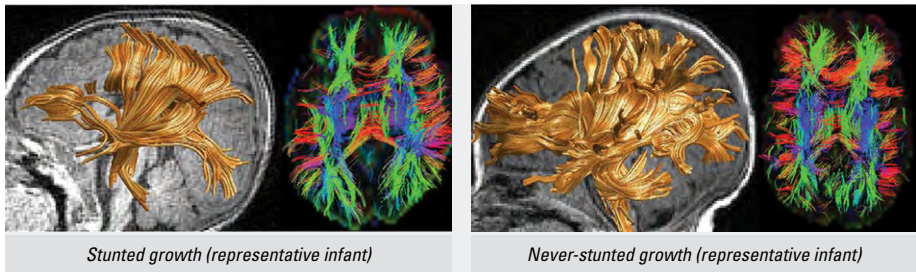 Stunted growth (representative infant)
Never-stunted growth (representative infant)